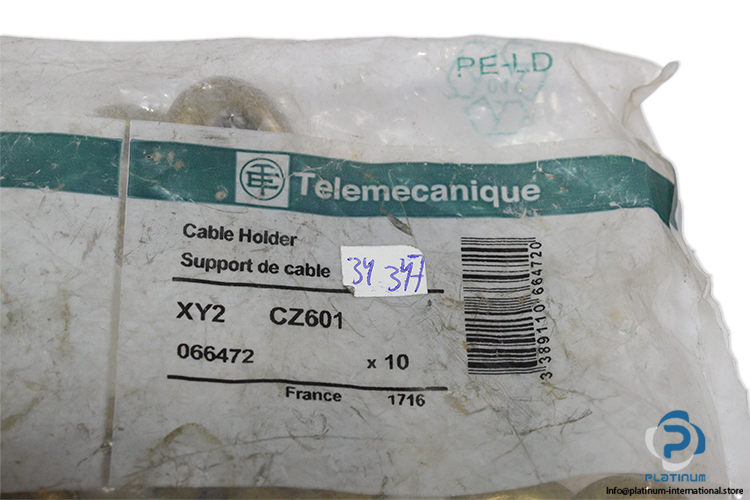 PE-LD
Telemecanique
Cable Holder
Support de cable
34.347
XY2 CZ601
066472 x 10
France 1716
3 389110 664720
PLATINUM
Info@platinum-international.store